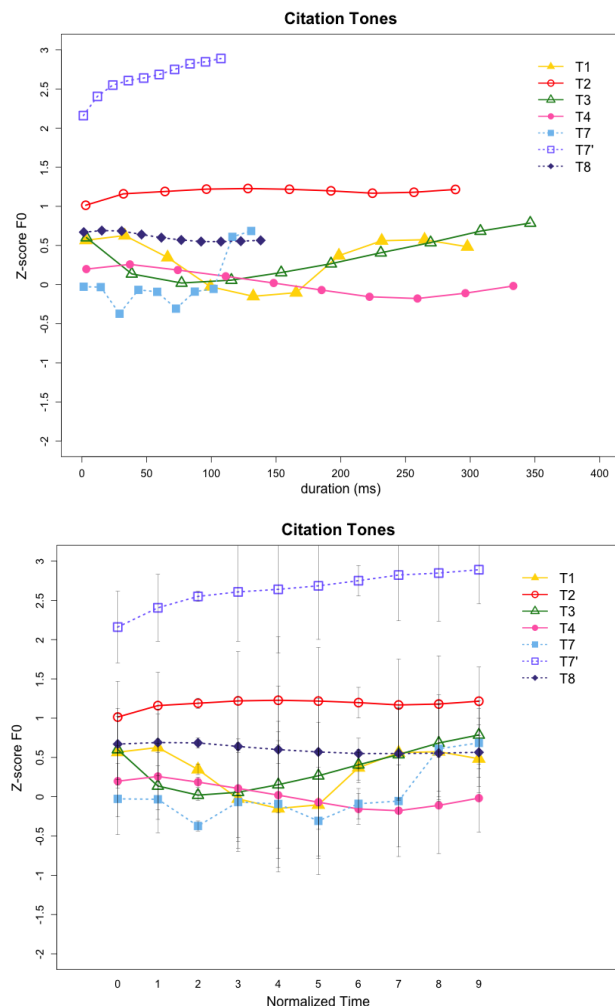 Citation Tones
3
2.5
2
1.5
1
0.5
0
-0.5
-1
-1.5
-2
Z-score F0
T1
T2
T3
T4
T7
T7'
T8
0 50 100 150 200 250 300 350 400
duration (ms)
Citation Tones
3
2.5
2
1.5
1
0.5
0
-0.5
-1
-1.5
-2
Z-score F0
T1
T2
T3
T4
T7
T7'
T8
0 1 2 3 4 5 6 7 8 9
Normalized Time